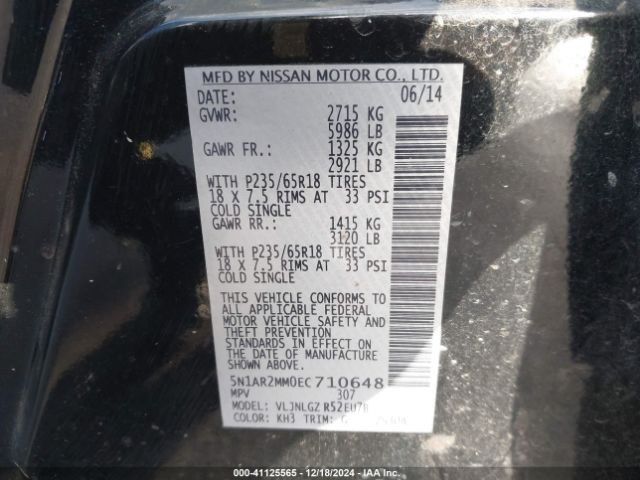 MFD BY NISSAN MOTOR CO., LTD.
DATE: 06/14
GVWR: 2715 KG
5986 LB
GAWR FR.: 1325 KG
2921 LB
WITH P235/65R18 TIRES
18 X 7.5 RIMS AT 33 PSI
COLD SINGLE
GAWR RR.: 1415 KG
3120 LB
WITH P235/65R18 TIRES
18 X 7.5 RIMS AT 33 PSI
COLD SINGLE
THIS VEHICLE CONFORMS TO
ALL APPLICABLE FEDERAL
MOTOR VEHICLE SAFETY AND
THEFT PREVENTION
STANDARDS IN EFFECT ON
THE DATE OF MANUFACTURE
SHOWN ABOVE.
5N1AR2MM0EC710648
MPV 307
MODEL: VLJNLGZ R52EU7B
COLOR: KH3 TRIM: G
000-41125565 - 12/18/2024 - IAA Inc.